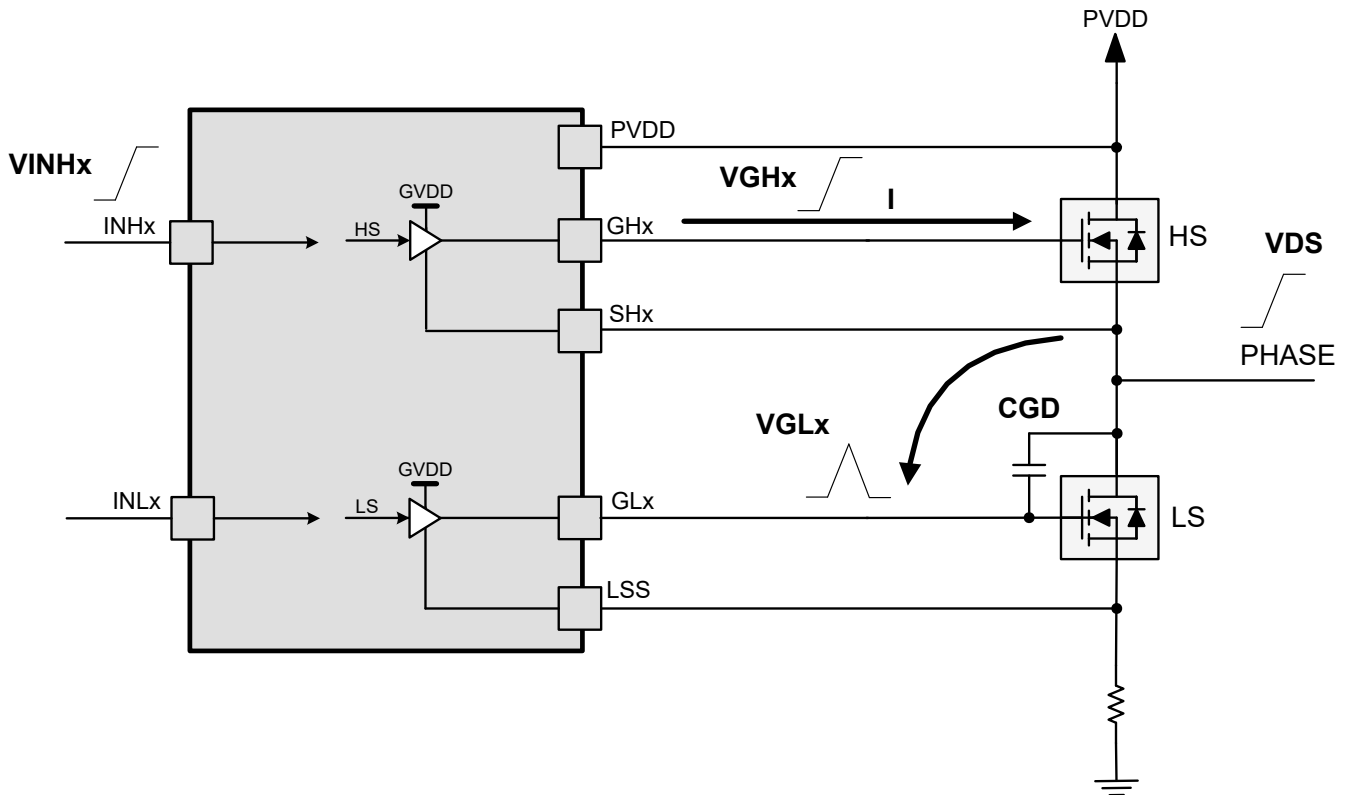 PVDD
PVDD
VINHx
VGHx
I
GVDD
INHx
HS
GHx
HS
VDS
SHx
PHASE
CGD
VGLx
GVDD
INLx
LS
GLx
LS
LSS